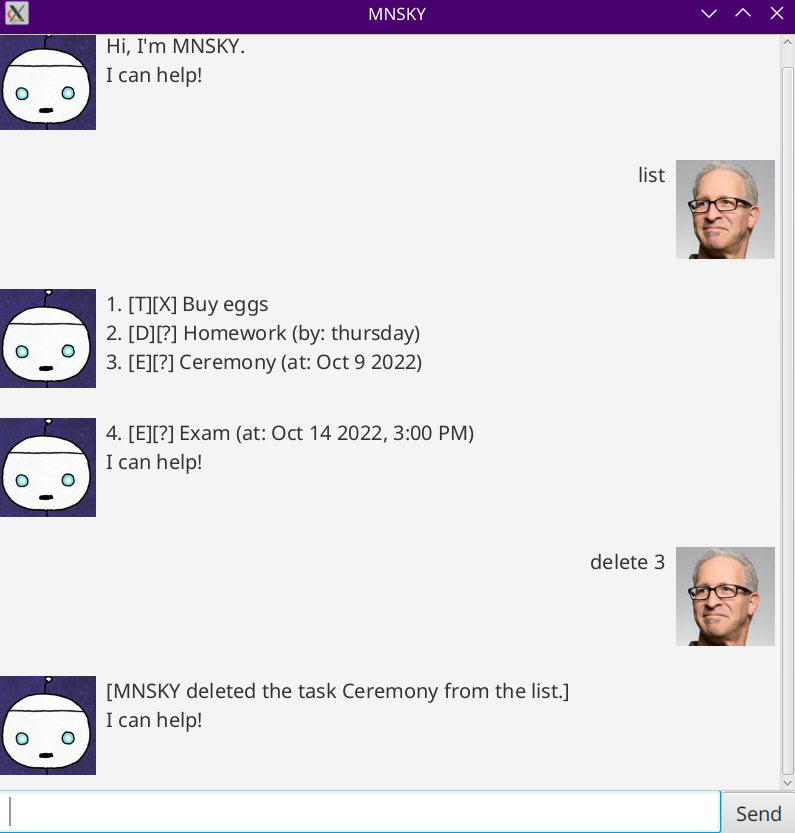 MNSKY
Hi, I'm MNSKY.
I can help!
list
1. [T][X] Buy eggs
2. [D][?] Homework (by: thursday)
3. [E][?] Ceremony (at: Oct 9 2022)
4. [E][?] Exam (at: Oct 14 2022, 3:00 PM)
I can help!
delete 3
[MNSKY deleted the task Ceremony from the list.]
I can help!
Send